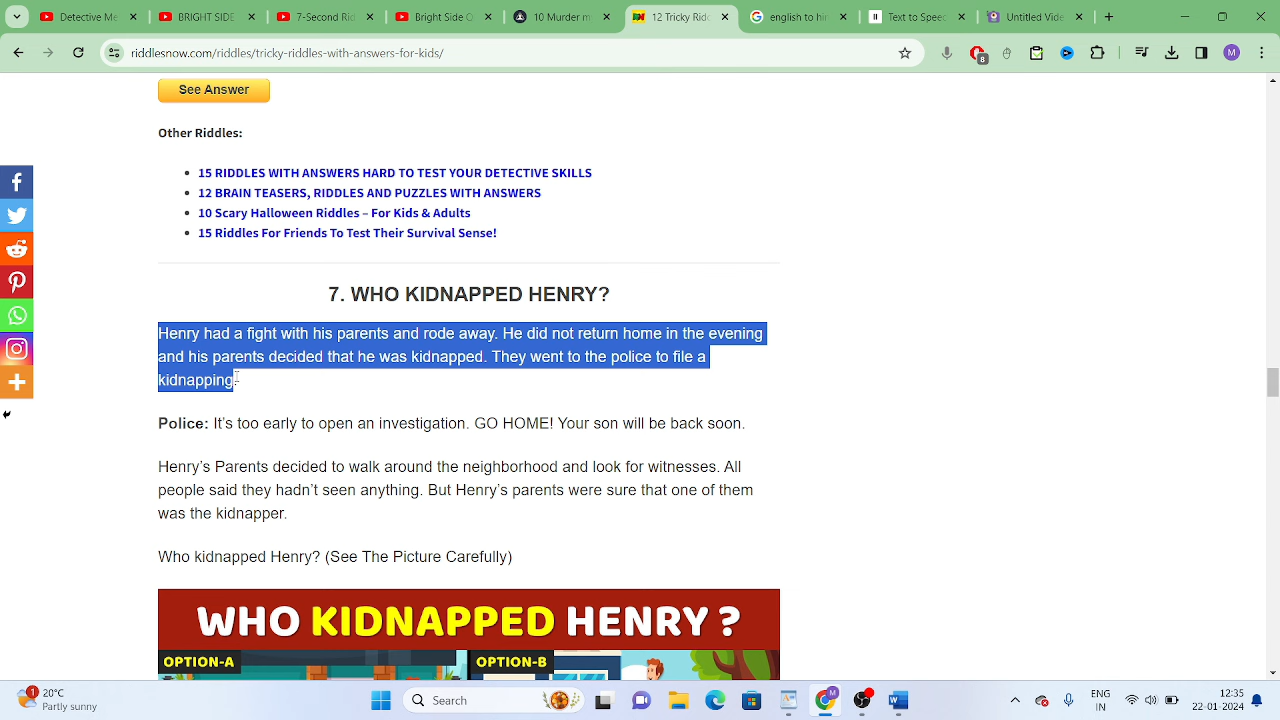 Detective Me
RIGHT SIDE
7-Second Rid
Bright Side O
10 Murder m
12 Tricky Ridd
english to hin
Text to Speec
Untitled Vide
riddlesnow.com/riddles/tricky-riddles-with-answers-for-kids/
8
M
See Answer
Other Riddles:
15 RIDDLES WITH ANSWERS HARD TO TEST YOUR DETECTIVE SKILLS
12 BRAIN TEASERS, RIDDLES AND PUZZLES WITH ANSWERS
10 Scary Halloween Riddles – For Kids & Adults
15 Riddles For Friends To Test Their Survival Sense!
7. WHO KIDNAPPED HENRY?
Henry had a fight with his parents and rode away. He did not return home in the evening
and his parents decided that he was kidnapped. They went to the police to file a
kidnapping
Police: It’s too early to open an investigation. GO HOME! Your son will be back soon.
Henry’s Parents decided to walk around the neighborhood and look for witnesses. All
people said they hadn’t seen anything. But Henry’s parents were sure that one of them
was the kidnapper.
Who kidnapped Henry? (See The Picture Carefully)
WHO KIDNAPPED HENRY ?
OPTION-A
OPTION-B
1
20°C
Partly sunny
Search
ENG
IN
12:35
22-01-2024